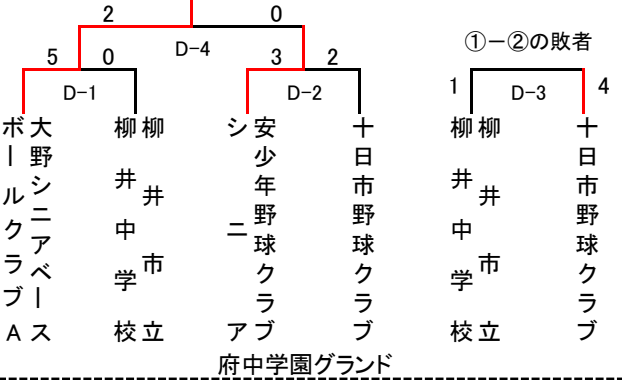 2 0
D-4
①－②の敗者
5 0 3 2
1 4
D-1 D-2 D-3
大野シニアベース
ボールクラブA
柳井市立
柳井中学校
安少年野球クラブ
シニア
十日市野球クラブ
柳井市立
柳井中学校
十日市野球クラブ
府中学園グランド